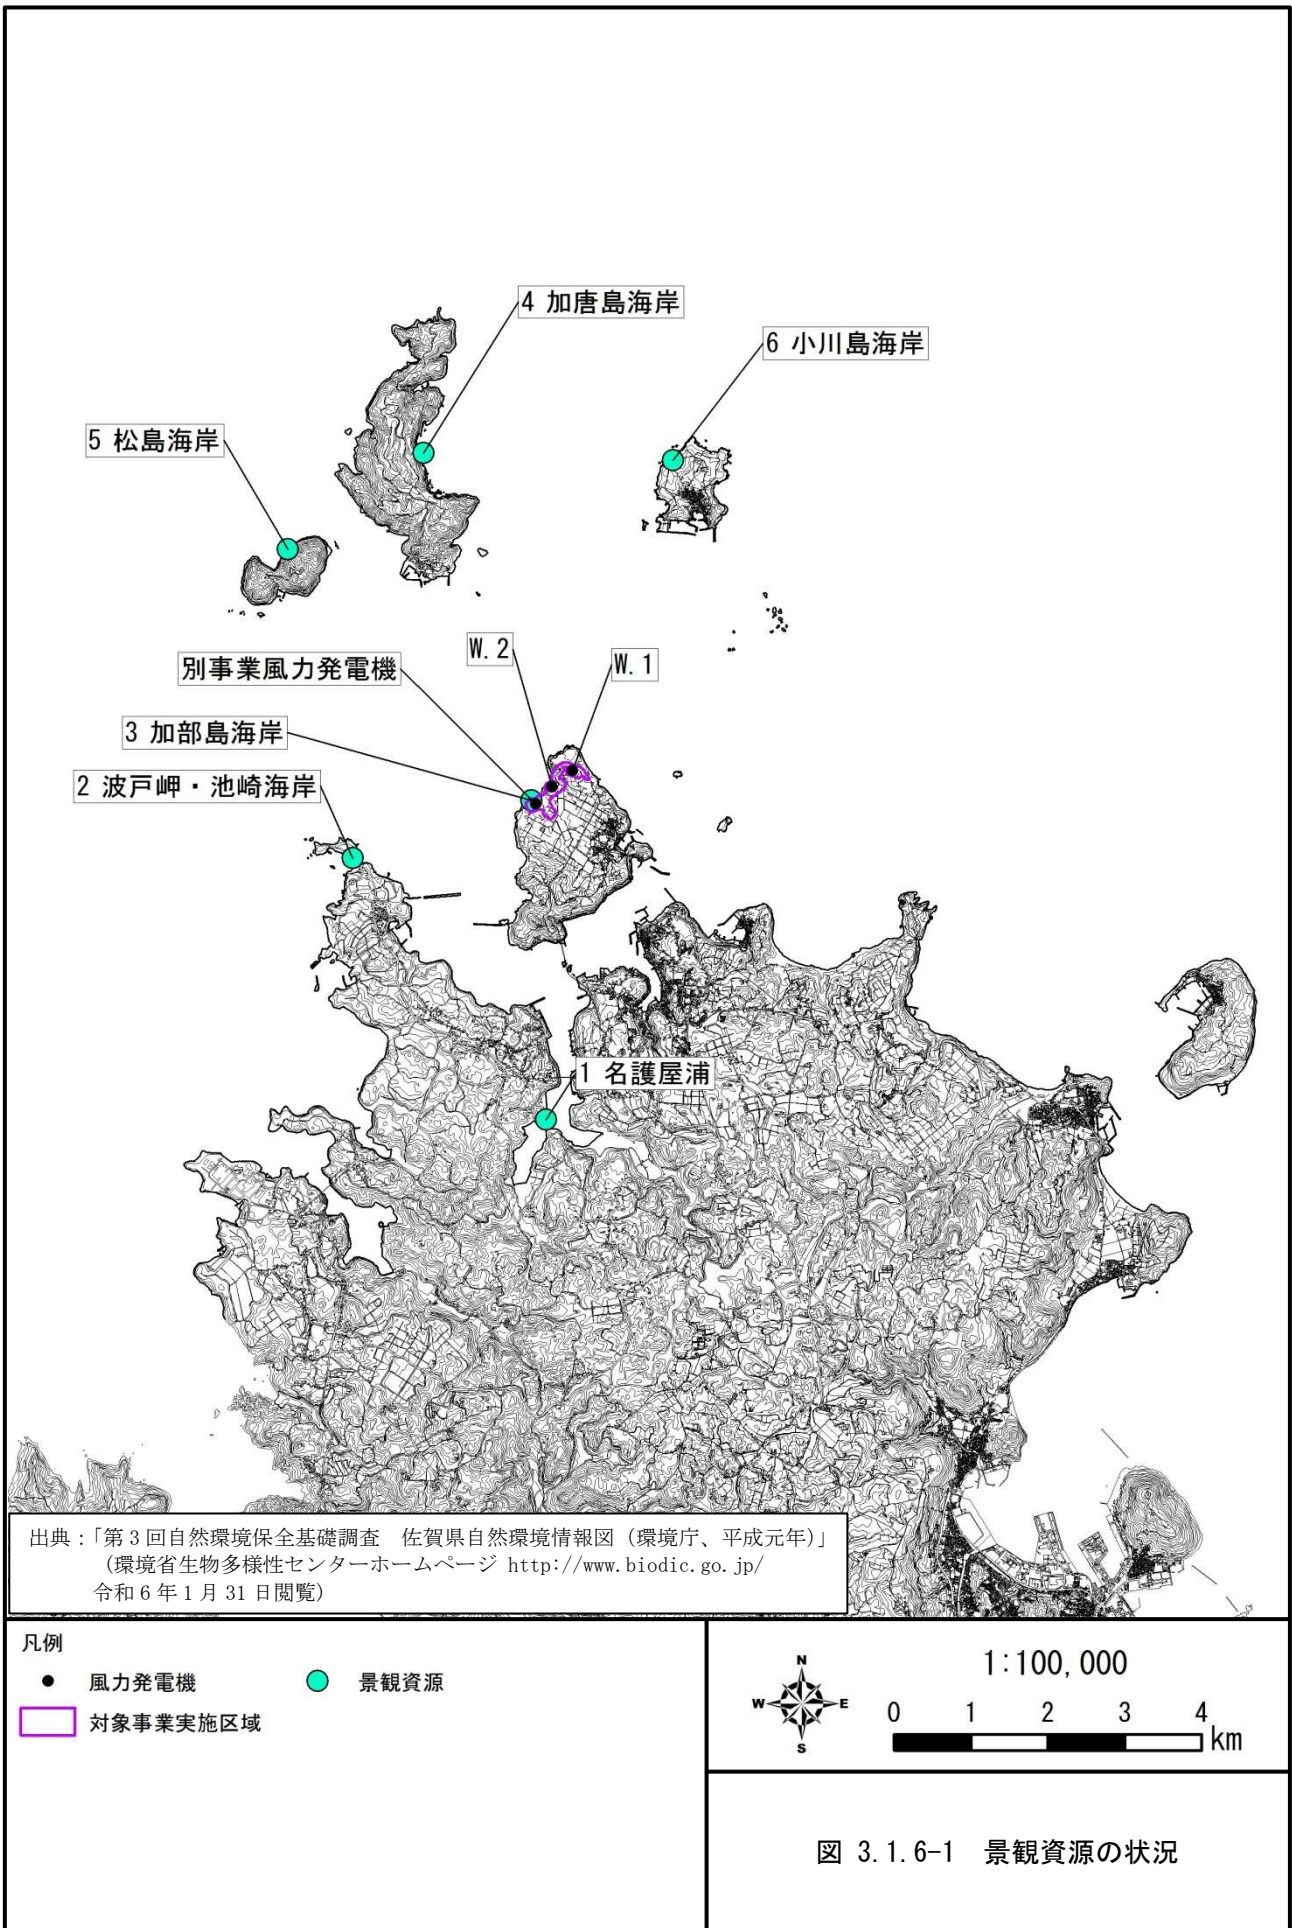 4 加唐島海岸
6 小川島海岸
5 松島海岸
W.2
W.1
別事業風力発電機
3 加部島海岸
2 波戸岬・池崎海岸
1 名護屋浦
出典:「第3回自然環境保全基礎調査 佐賀県自然環境情報図(環境庁、平成元年)」
(環境省生物多様性センターホームページ http://www.biodic.go.jp/
令和6年1月31日閲覧)
凡例
風力発電機
景観資源
対象事業実施区域
N
W
E
S
1:100,000
0 1 2 3 4
km
図 3.1.6-1 景観資源の状況